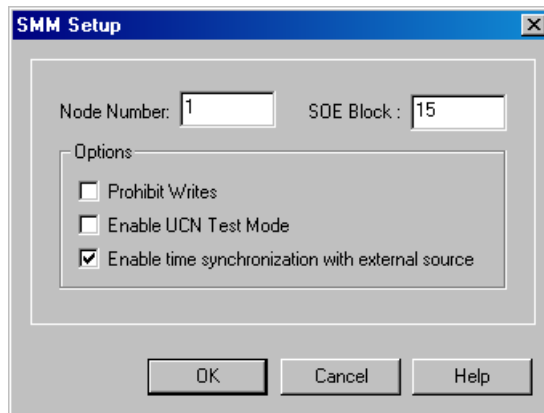 SMM Setup
Node Number: 1 SOE Block : 15
Options
Prohibit Writes
Enable UCN Test Mode
Enable time synchronization with external source
OK Cancel Help